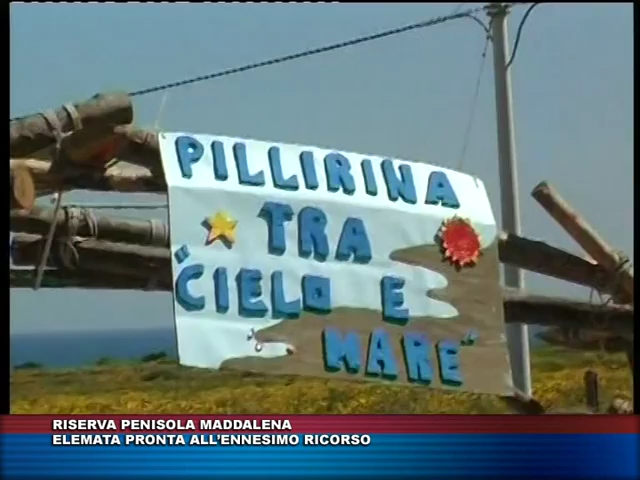 PILLIRINA
TRA
"CIELO E
MARE"
RISERVA PENISOLA MADDALENA
ELEMATA PRONTA ALL'ENNESIMO RICORSO